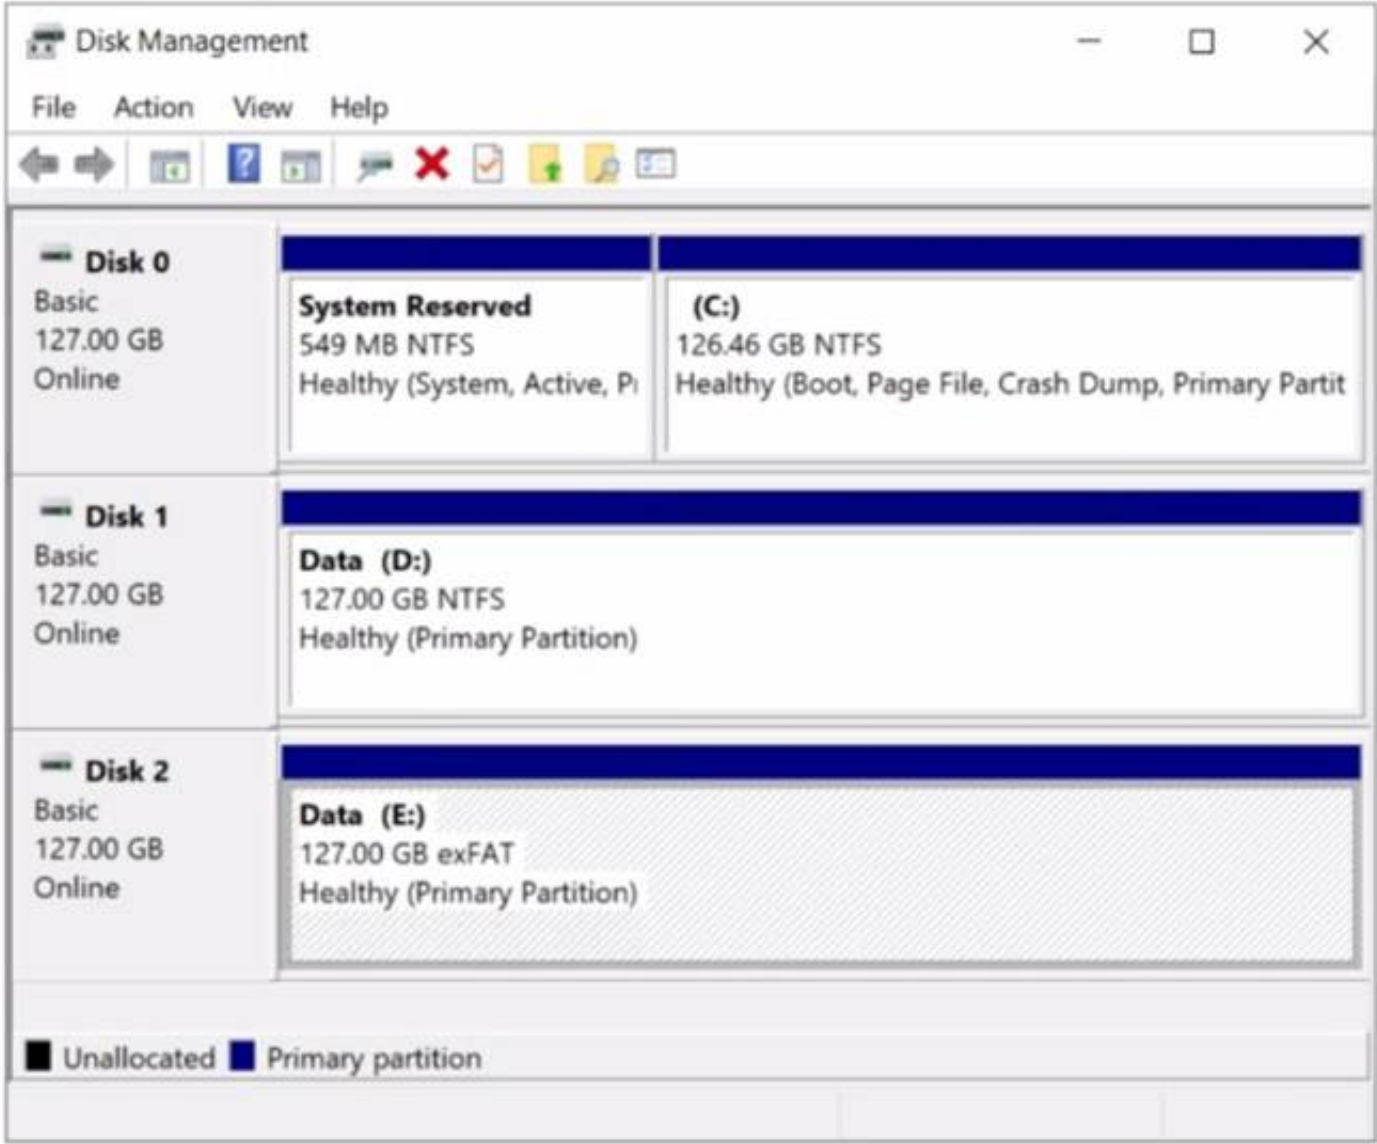 Disk Management
File Action View Help
Disk 0
Basic
127.00 GB
Online
System Reserved
549 MB NTFS
Healthy (System, Active, P
(C:)
126.46 GB NTFS
Healthy (Boot, Page File, Crash Dump, Primary Partit
Disk 1
Basic
127.00 GB
Online
Data (D:)
127.00 GB NTFS
Healthy (Primary Partition)
Disk 2
Basic
127.00 GB
Online
Data (E:)
127.00 GB exFAT
Healthy (Primary Partition)
Unallocated Primary partition